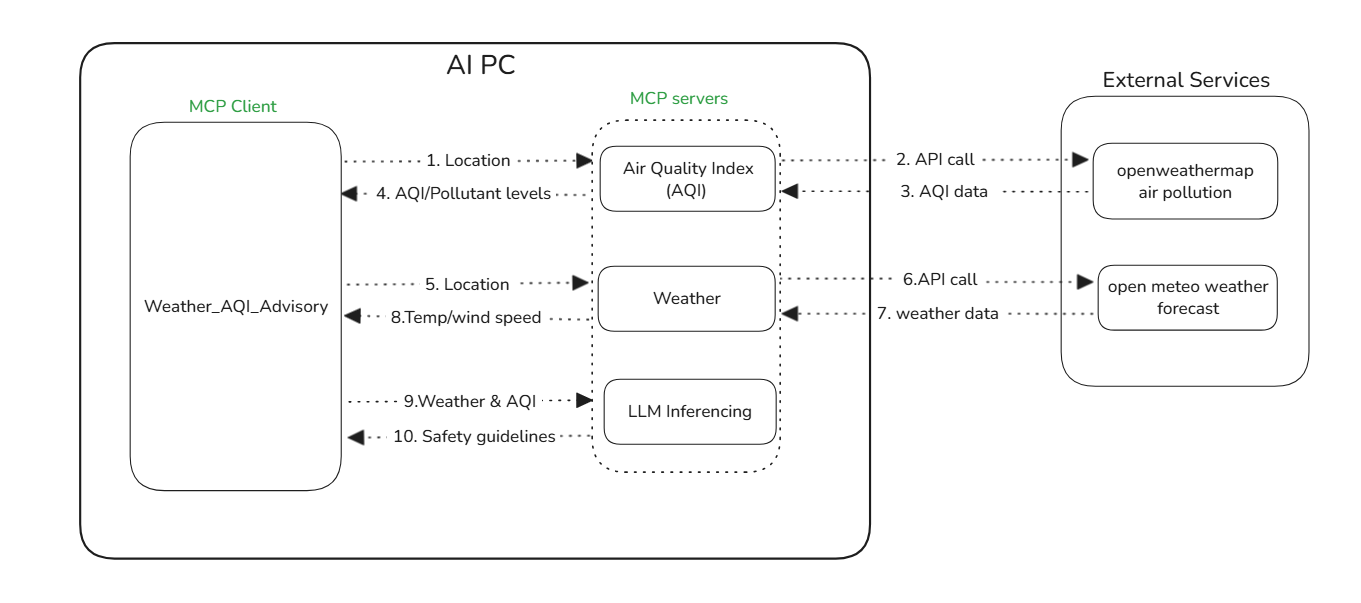 AI PC
External Services
MCP Client
MCP servers
1. Location
Air Quality Index
(AQI)
2. API call
openweathermap
air pollution
4. AQI/Pollutant levels
3. AQI data
5. Location
Weather
6.API call
open meteo weather
forecast
Weather_AQI_Advisory
8.Temp/wind speed
7. weather data
9.Weather & AQI
LLM Inferencing
10. Safety guidelines